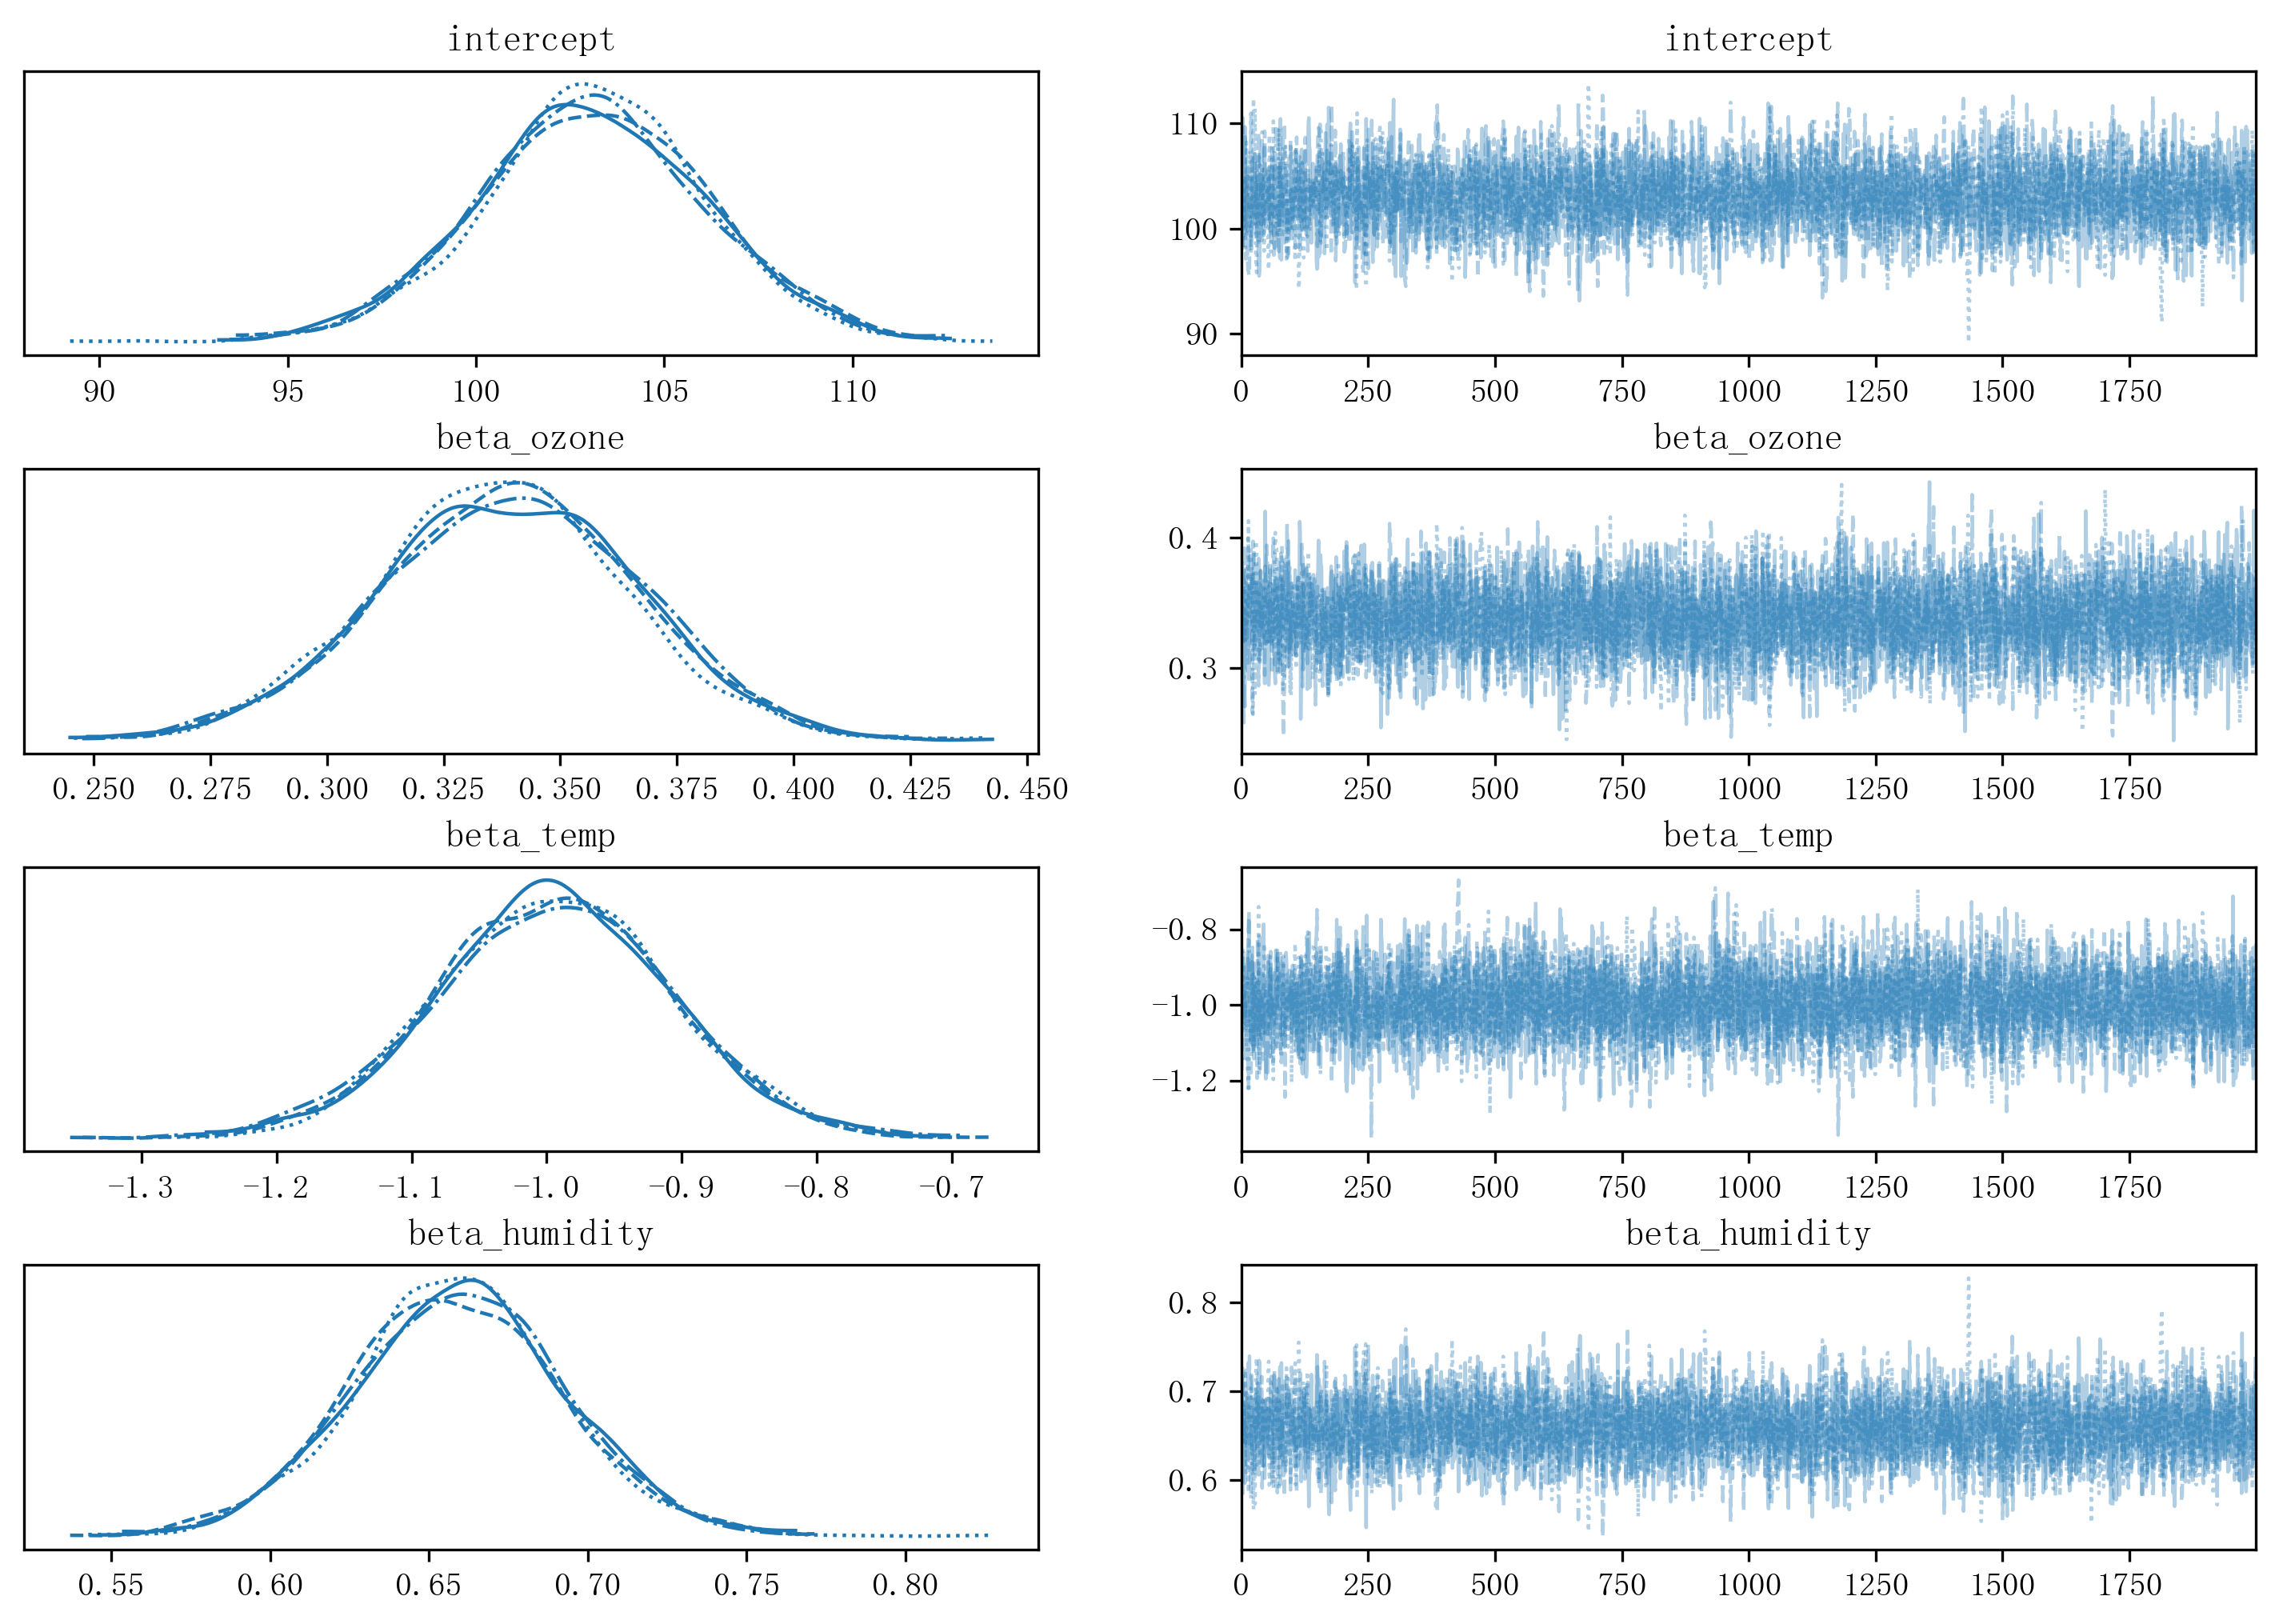 intercept intercept
110
100
90
90 95 100 105 110 0 250 500 750 1000 1250 1500 1750
beta_ozone beta_ozone
0.4
0.3
0.250 0.275 0.300 0.325 0.350 0.375 0.400 0.425 0.450 0 250 500 750 1000 1250 1500 1750
beta_temp beta_temp
−0.8
−1.0
−1.2
−1.3 −1.2 −1.1 −1.0 −0.9 −0.8 −0.7 0 250 500 750 1000 1250 1500 1750
beta_humidity beta_humidity
0.8
0.7
0.6
0.55 0.60 0.65 0.70 0.75 0.80 0 250 500 750 1000 1250 1500 1750